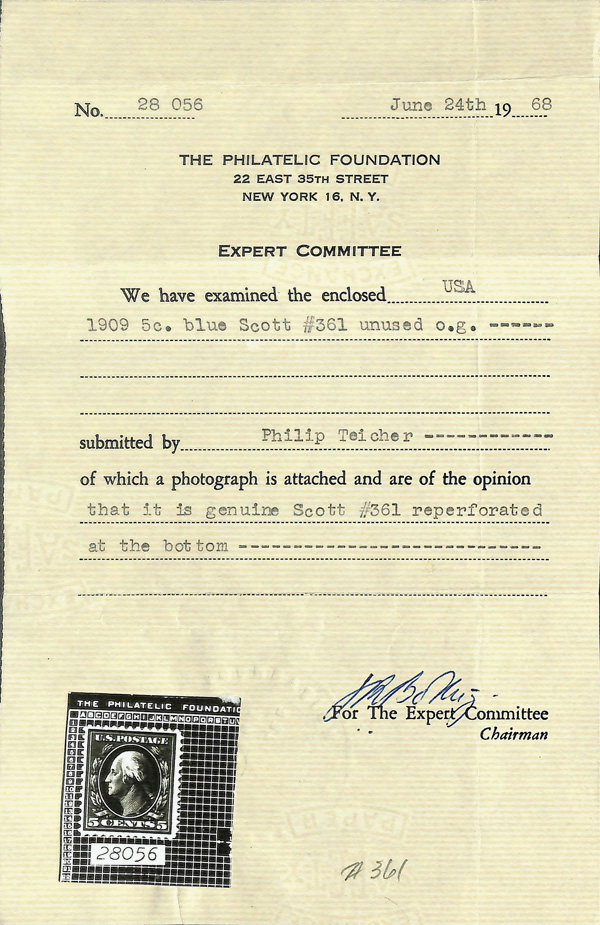 No. 28 056 June 24th 19 68
THE PHILATELIC FOUNDATION
22 EAST 35TH STREET
NEW YORK 16, N. Y.
EXPERT COMMITTEE
We have examined the enclosed USA
1909 5c. blue Scott #361 unused o.g. ------
submitted by Philip Teicher ------------
of which a photograph is attached and are of the opinion
that it is genuine Scott #361 reperforated
at the bottom ----------------------------
For The Expert Committee
Chairman
THE PHILATELIC FOUNDATIO
ABCDEFGHIJKLMNOPQRSTU
U.S. POSTAGE
5 CENTS 5
28056
#361